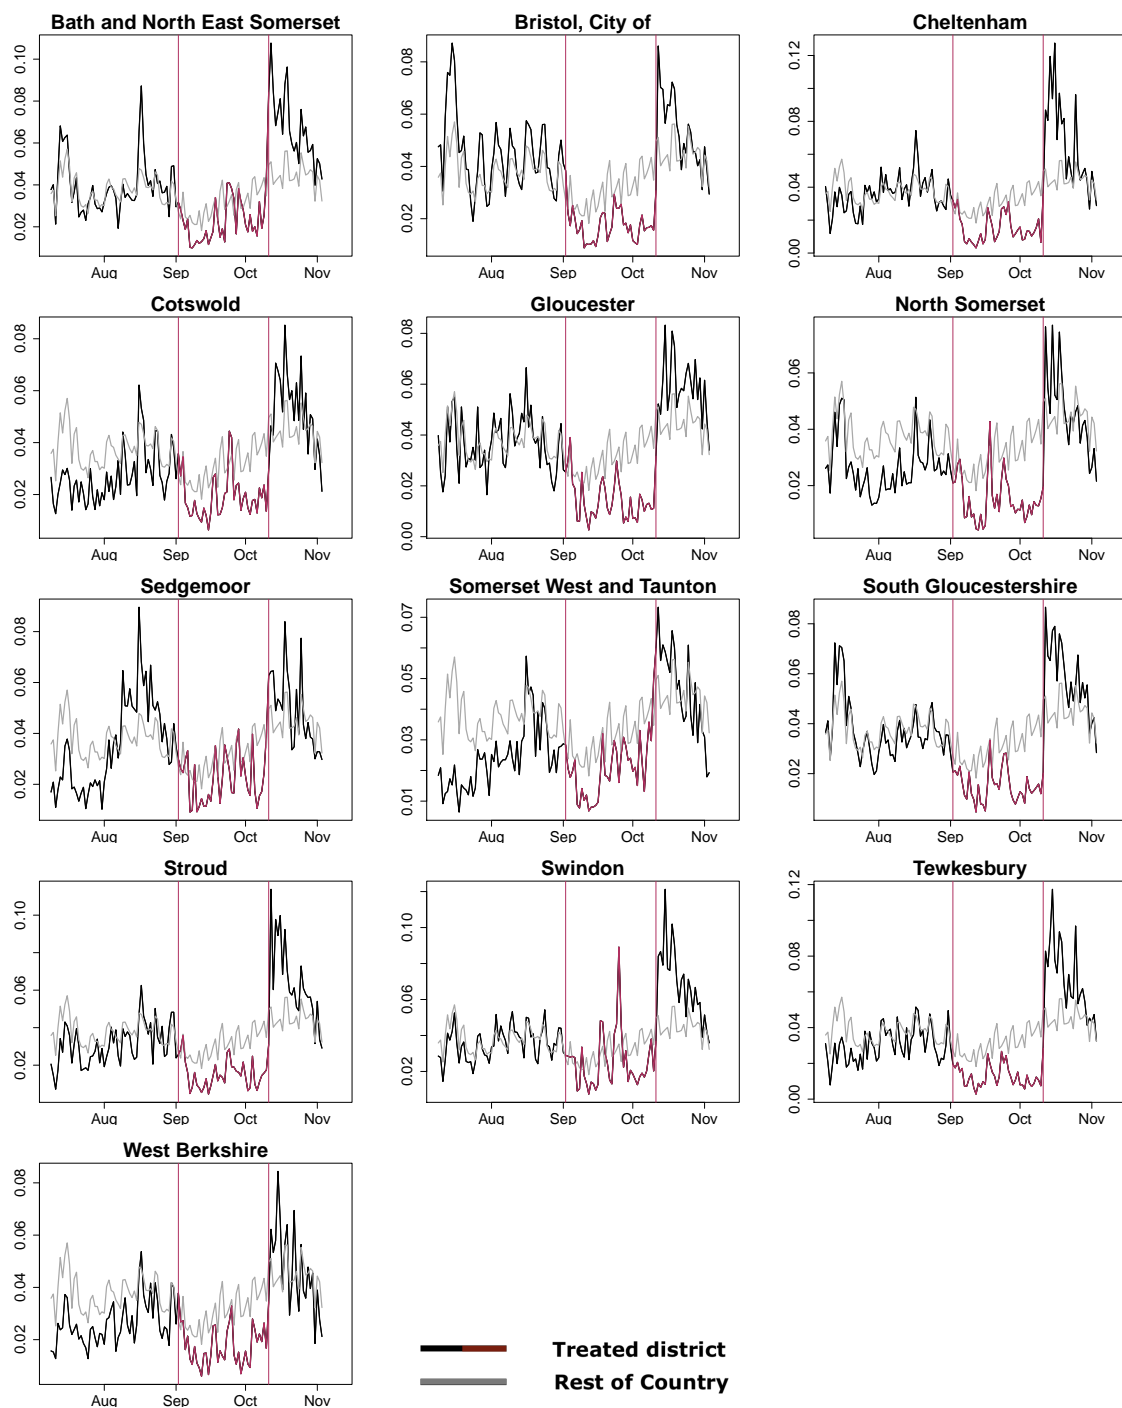 Bath and North East Somerset
0.02 0.04 0.06 0.08 0.10
Aug Sep Oct Nov
Bristol, City of
0.02 0.04 0.06 0.08
Aug Sep Oct Nov
Cheltenham
0.00 0.04 0.08 0.12
Aug Sep Oct Nov
Cotswold
0.02 0.04 0.06 0.08
Aug Sep Oct Nov
Gloucester
0.00 0.02 0.04 0.06 0.08
Aug Sep Oct Nov
North Somerset
0.02 0.04 0.06
Aug Sep Oct Nov
Sedgemoor
0.02 0.04 0.06 0.08
Aug Sep Oct Nov
Somerset West and Taunton
0.01 0.03 0.05 0.07
Aug Sep Oct Nov
South Gloucestershire
0.02 0.04 0.06 0.08
Aug Sep Oct Nov
Stroud
0.02 0.06 0.10
Aug Sep Oct Nov
Swindon
0.02 0.06 0.10
Aug Sep Oct Nov
Tewkesbury
0.00 0.04 0.08 0.12
Aug Sep Oct Nov
West Berkshire
0.02 0.04 0.06 0.08
Aug Sep Oct Nov
Treated district
Rest of Country